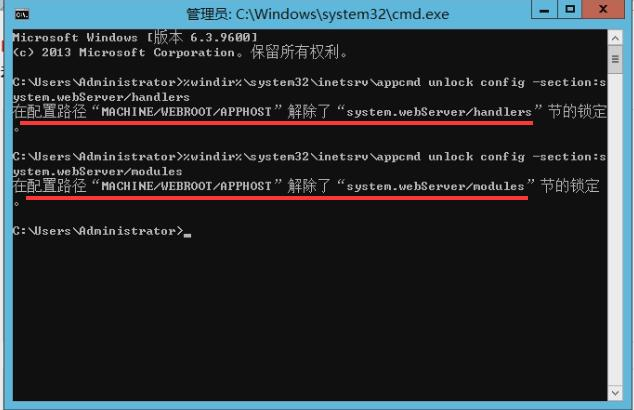 管理员: C:\Windows\system32\cmd.exe
Microsoft Windows [版本 6.3.9600]
(c) 2013 Microsoft Corporation。保留所有权利。
C:\Users\Administrator>%windir%\system32\inetsrv\appcmd unlock config -section:s
ystem.webServer/handlers
在配置路径“MACHINE/WEBROOT/APPHOST”解除了“system.webServer/handlers”节的锁定
。
C:\Users\Administrator>%windir%\system32\inetsrv\appcmd unlock config -section:s
ystem.webServer/modules
在配置路径“MACHINE/WEBROOT/APPHOST”解除了“system.webServer/modules”节的锁定
。
C:\Users\Administrator>_